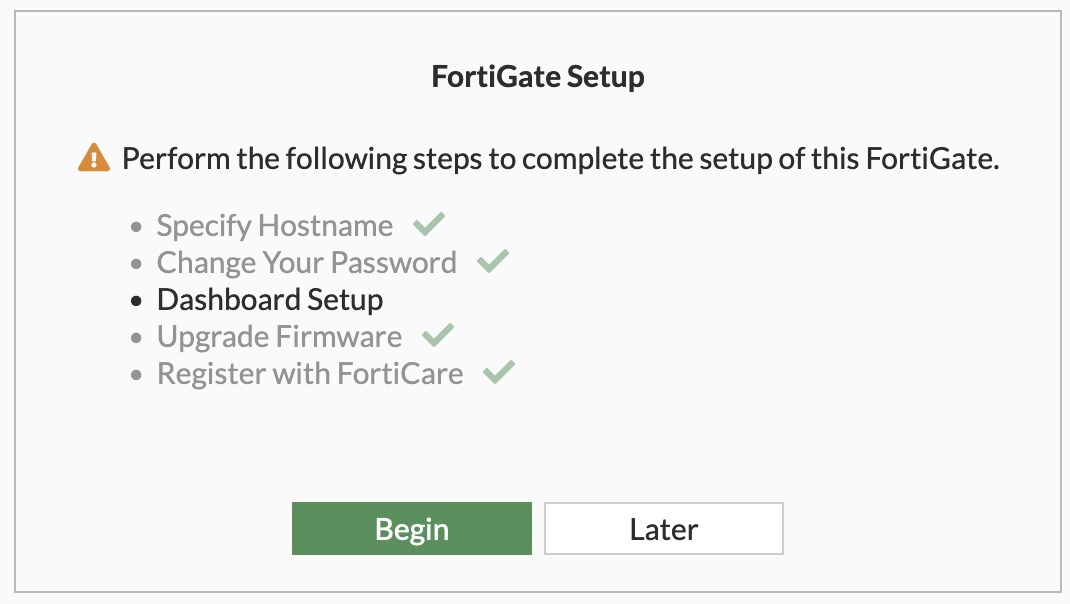 FortiGate Setup
Perform the following steps to complete the setup of this FortiGate.
• Specify Hostname
• Change Your Password
• Dashboard Setup
• Upgrade Firmware
• Register with FortiCare
Begin
Later